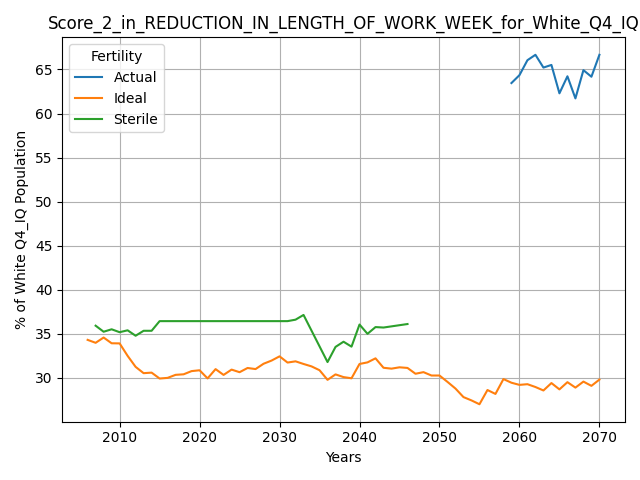 Score_2_in_REDUCTION_IN_LENGTH_OF_WORK_WEEK_for_White_Q4_IQ
Fertility
Actual
Ideal
Sterile
% of White Q4_IQ Population
65
60
55
50
45
40
35
30
2010 2020 2030 2040 2050 2060 2070
Years